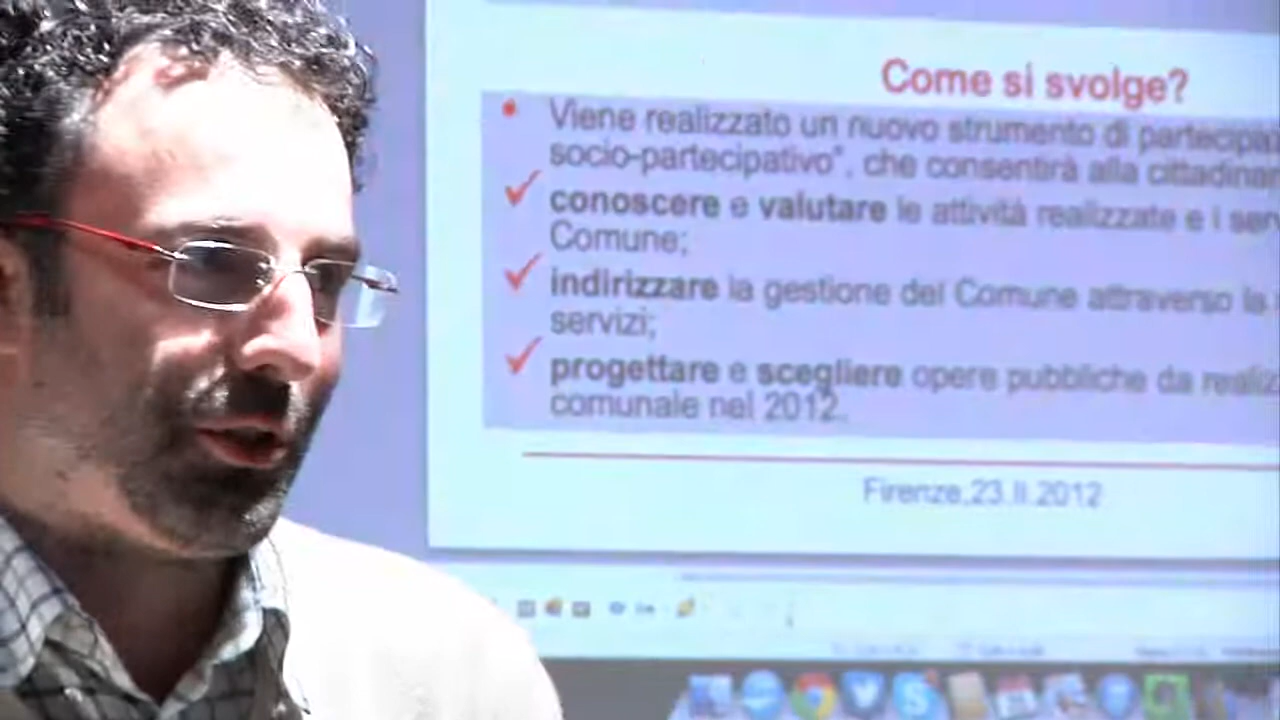 Come si svolge?
• Viene realizzato un nuovo strumento di partecipa
socio-partecipativo", che consentirà alla cittadinan
✓ conoscere e valutare le attività realizzate e i ser
Comune;
✓ indirizzare la gestione del Comune attraverso la
servizi;
✓ progettare e scegliere opere pubbliche da realiz
comunale nel 2012.
Firenze,23.II.2012